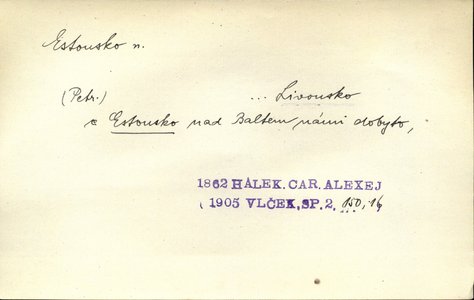 Estonsko n.
(Petr.) ... Livonsko
a Estonsko nad Baltem námi dobyto,
1862 HÁLEK. CAR. ALEXEJ
( 1905 VLČEK, SP. 2. 150, 16